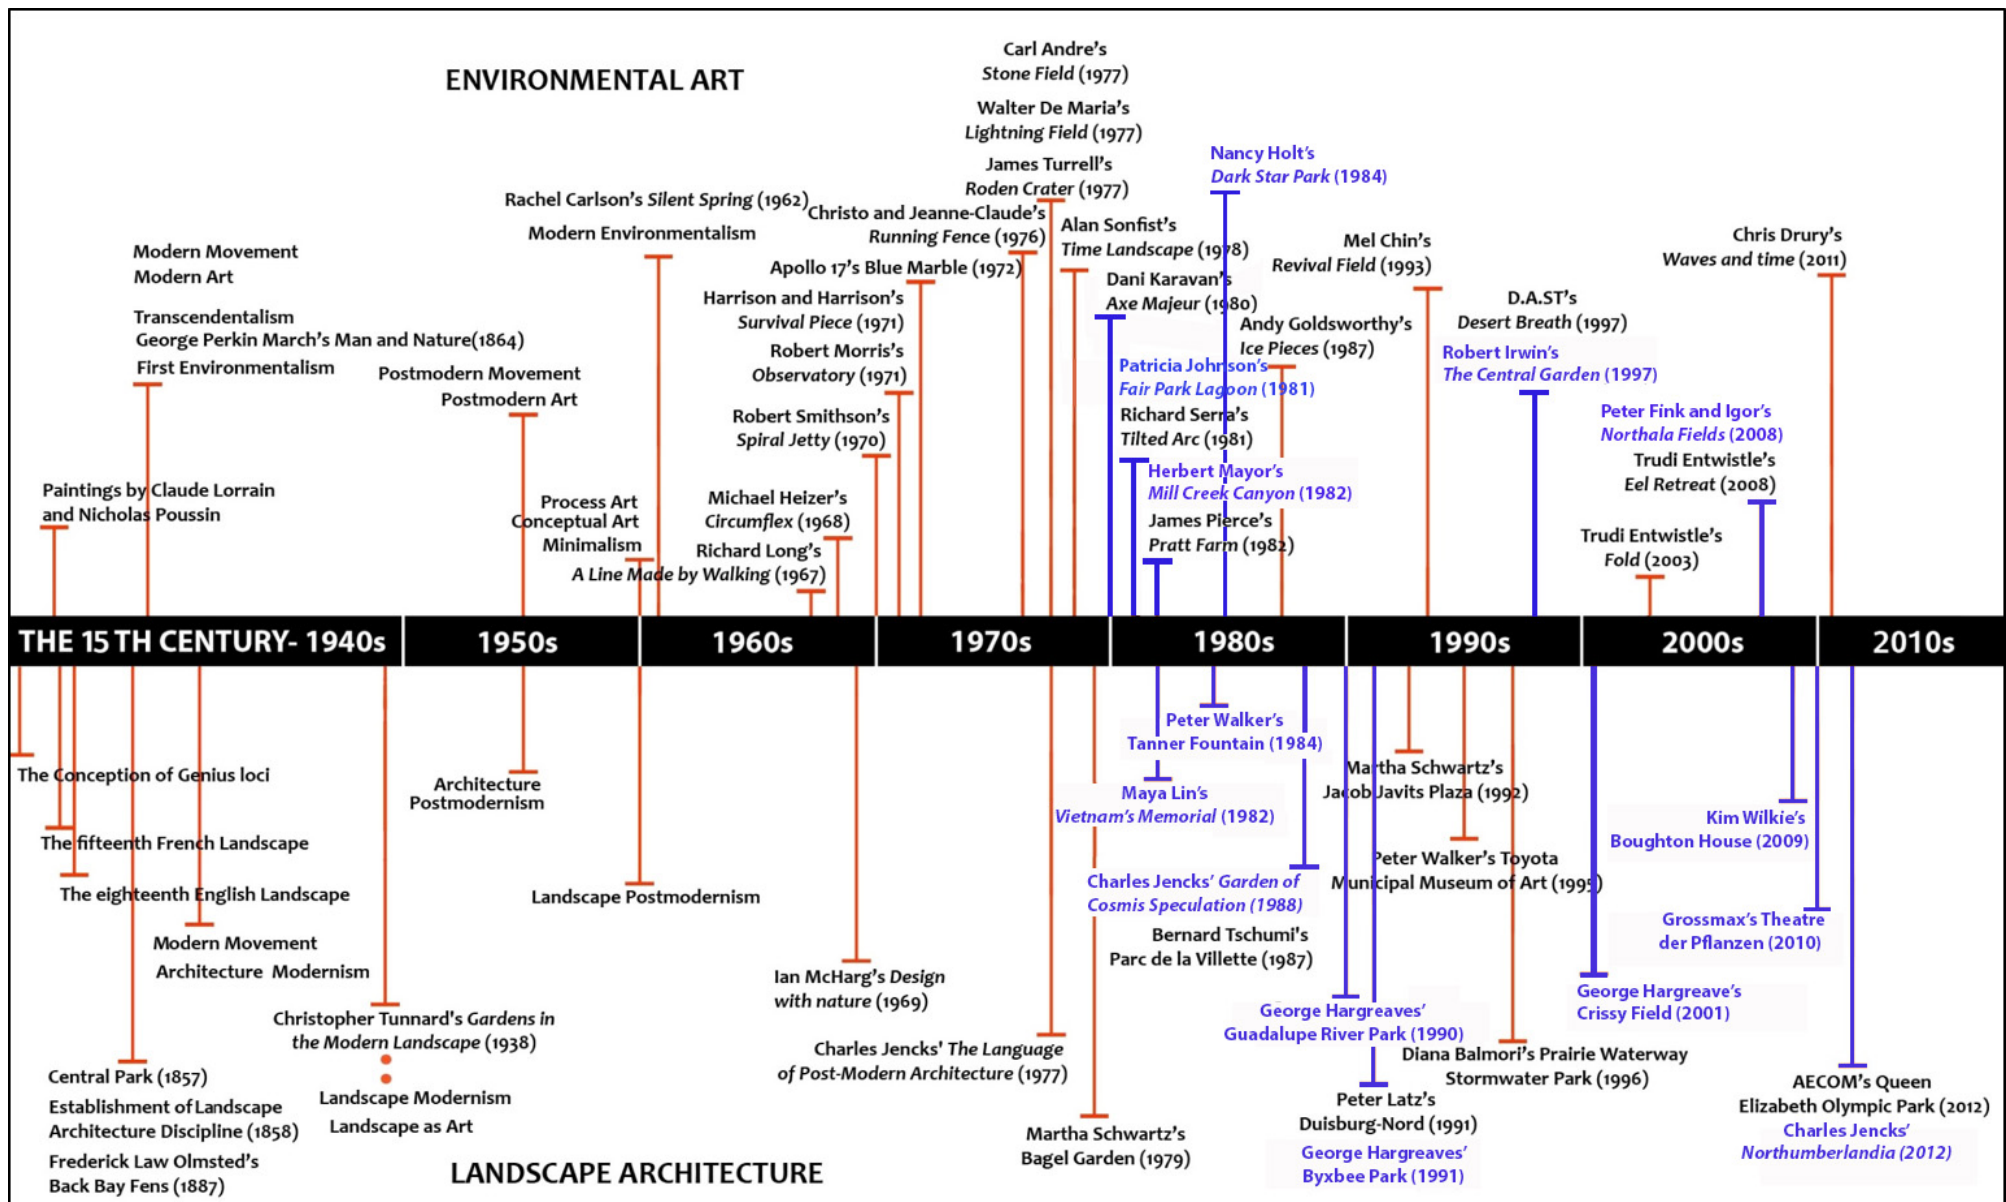 ENVIRONMENTAL ART
Carl Andre's
Stone Field (1977)
Walter De Maria's
Lightning Field (1977)
James Turrell's
Roden Crater (1977)
Nancy Holt's
Dark Star Park (1984)
Rachel Carlson's Silent Spring (1962)
Modern Environmentalism
Christo and Jeanne-Claude's
Running Fence (1976)
Alan Sonfist's
Time Landscape (1978)
Apollo 17's Blue Marble (1972)
Dani Karavan's
Axe Majeur (1980)
Mel Chin's
Revival Field (1993)
Chris Drury's
Waves and time (2011)
Modern Movement
Modern Art
Transcendentalism
George Perkin March's Man and Nature(1864)
First Environmentalism
Harrison and Harrison's
Survival Piece (1971)
Robert Morris's
Observatory (1971)
Andy Goldsworthy's
Ice Pieces (1987)
D.A.ST's
Desert Breath (1997)
Robert Irwin's
The Central Garden (1997)
Postmodern Movement
Postmodern Art
Patricia Johnson's
Fair Park Lagoon (1981)
Richard Serra's
Tilted Arc (1981)
Robert Smithson's
Spiral Jetty (1970)
Peter Fink and Igor's
Northala Fields (2008)
Trudi Entwistle's
Eel Retreat (2008)
Herbert Mayor's
Mill Creek Canyon (1982)
James Pierce's
Pratt Farm (1982)
Paintings by Claude Lorrain
and Nicholas Poussin
Process Art
Conceptual Art
Minimalism
Michael Heizer's
Circumflex (1968)
Richard Long's
A Line Made by Walking (1967)
Trudi Entwistle's
Fold (2003)
THE 15 TH CENTURY- 1940s
1950s
1960s
1970s
1980s
1990s
2000s
2010s
The Conception of Genius loci
The fifteenth French Landscape
The eighteenth English Landscape
Modern Movement
Architecture Modernism
Christopher Tunnard's Gardens in
the Modern Landscape (1938)
Landscape Modernism
Landscape as Art
Central Park (1857)
Establishment of Landscape
Architecture Discipline (1858)
Frederick Law Olmsted's
Back Bay Fens (1887)
Architecture
Postmodernism
Landscape Postmodernism
Ian McHarg's Design
with nature (1969)
Charles Jencks' The Language
of Post-Modern Architecture (1977)
Martha Schwartz's
Bagel Garden (1979)
Peter Walker's
Tanner Fountain (1984)
Maya Lin's
Vietnam's Memorial (1982)
Charles Jencks' Garden of
Cosmis Speculation (1988)
Bernard Tschumi's
Parc de la Villette (1987)
George Hargreaves'
Guadalupe River Park (1990)
Peter Latz's
Duisburg-Nord (1991)
George Hargreaves'
Byxbee Park (1991)
Martha Schwartz's
Jacob Javits Plaza (1992)
Peter Walker's Toyota
Municipal Museum of Art (1995)
Diana Balmori's Prairie Waterway
Stormwater Park (1996)
George Hargreave's
Crissy Field (2001)
Kim Wilkie's
Boughton House (2009)
Grossmax's Theatre
der Pflanzen (2010)
AECOM's Queen
Elizabeth Olympic Park (2012)
Charles Jencks'
Northumberlandia (2012)
LANDSCAPE ARCHITECTURE